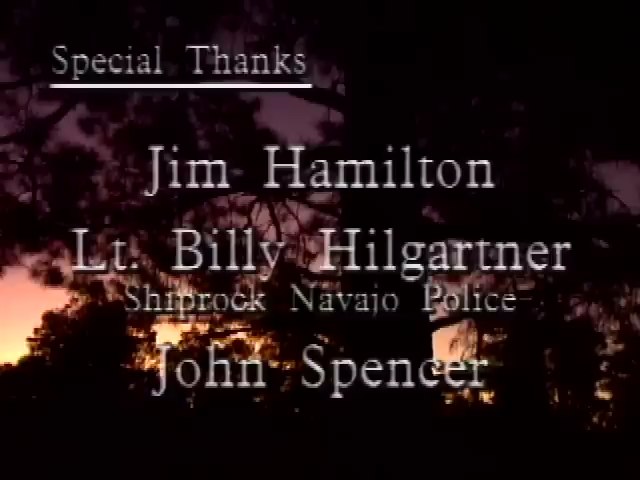 Special Thanks
Jim Hamilton
Lt. Billy Hilgartner
Shiprock Navajo Police
John Spencer